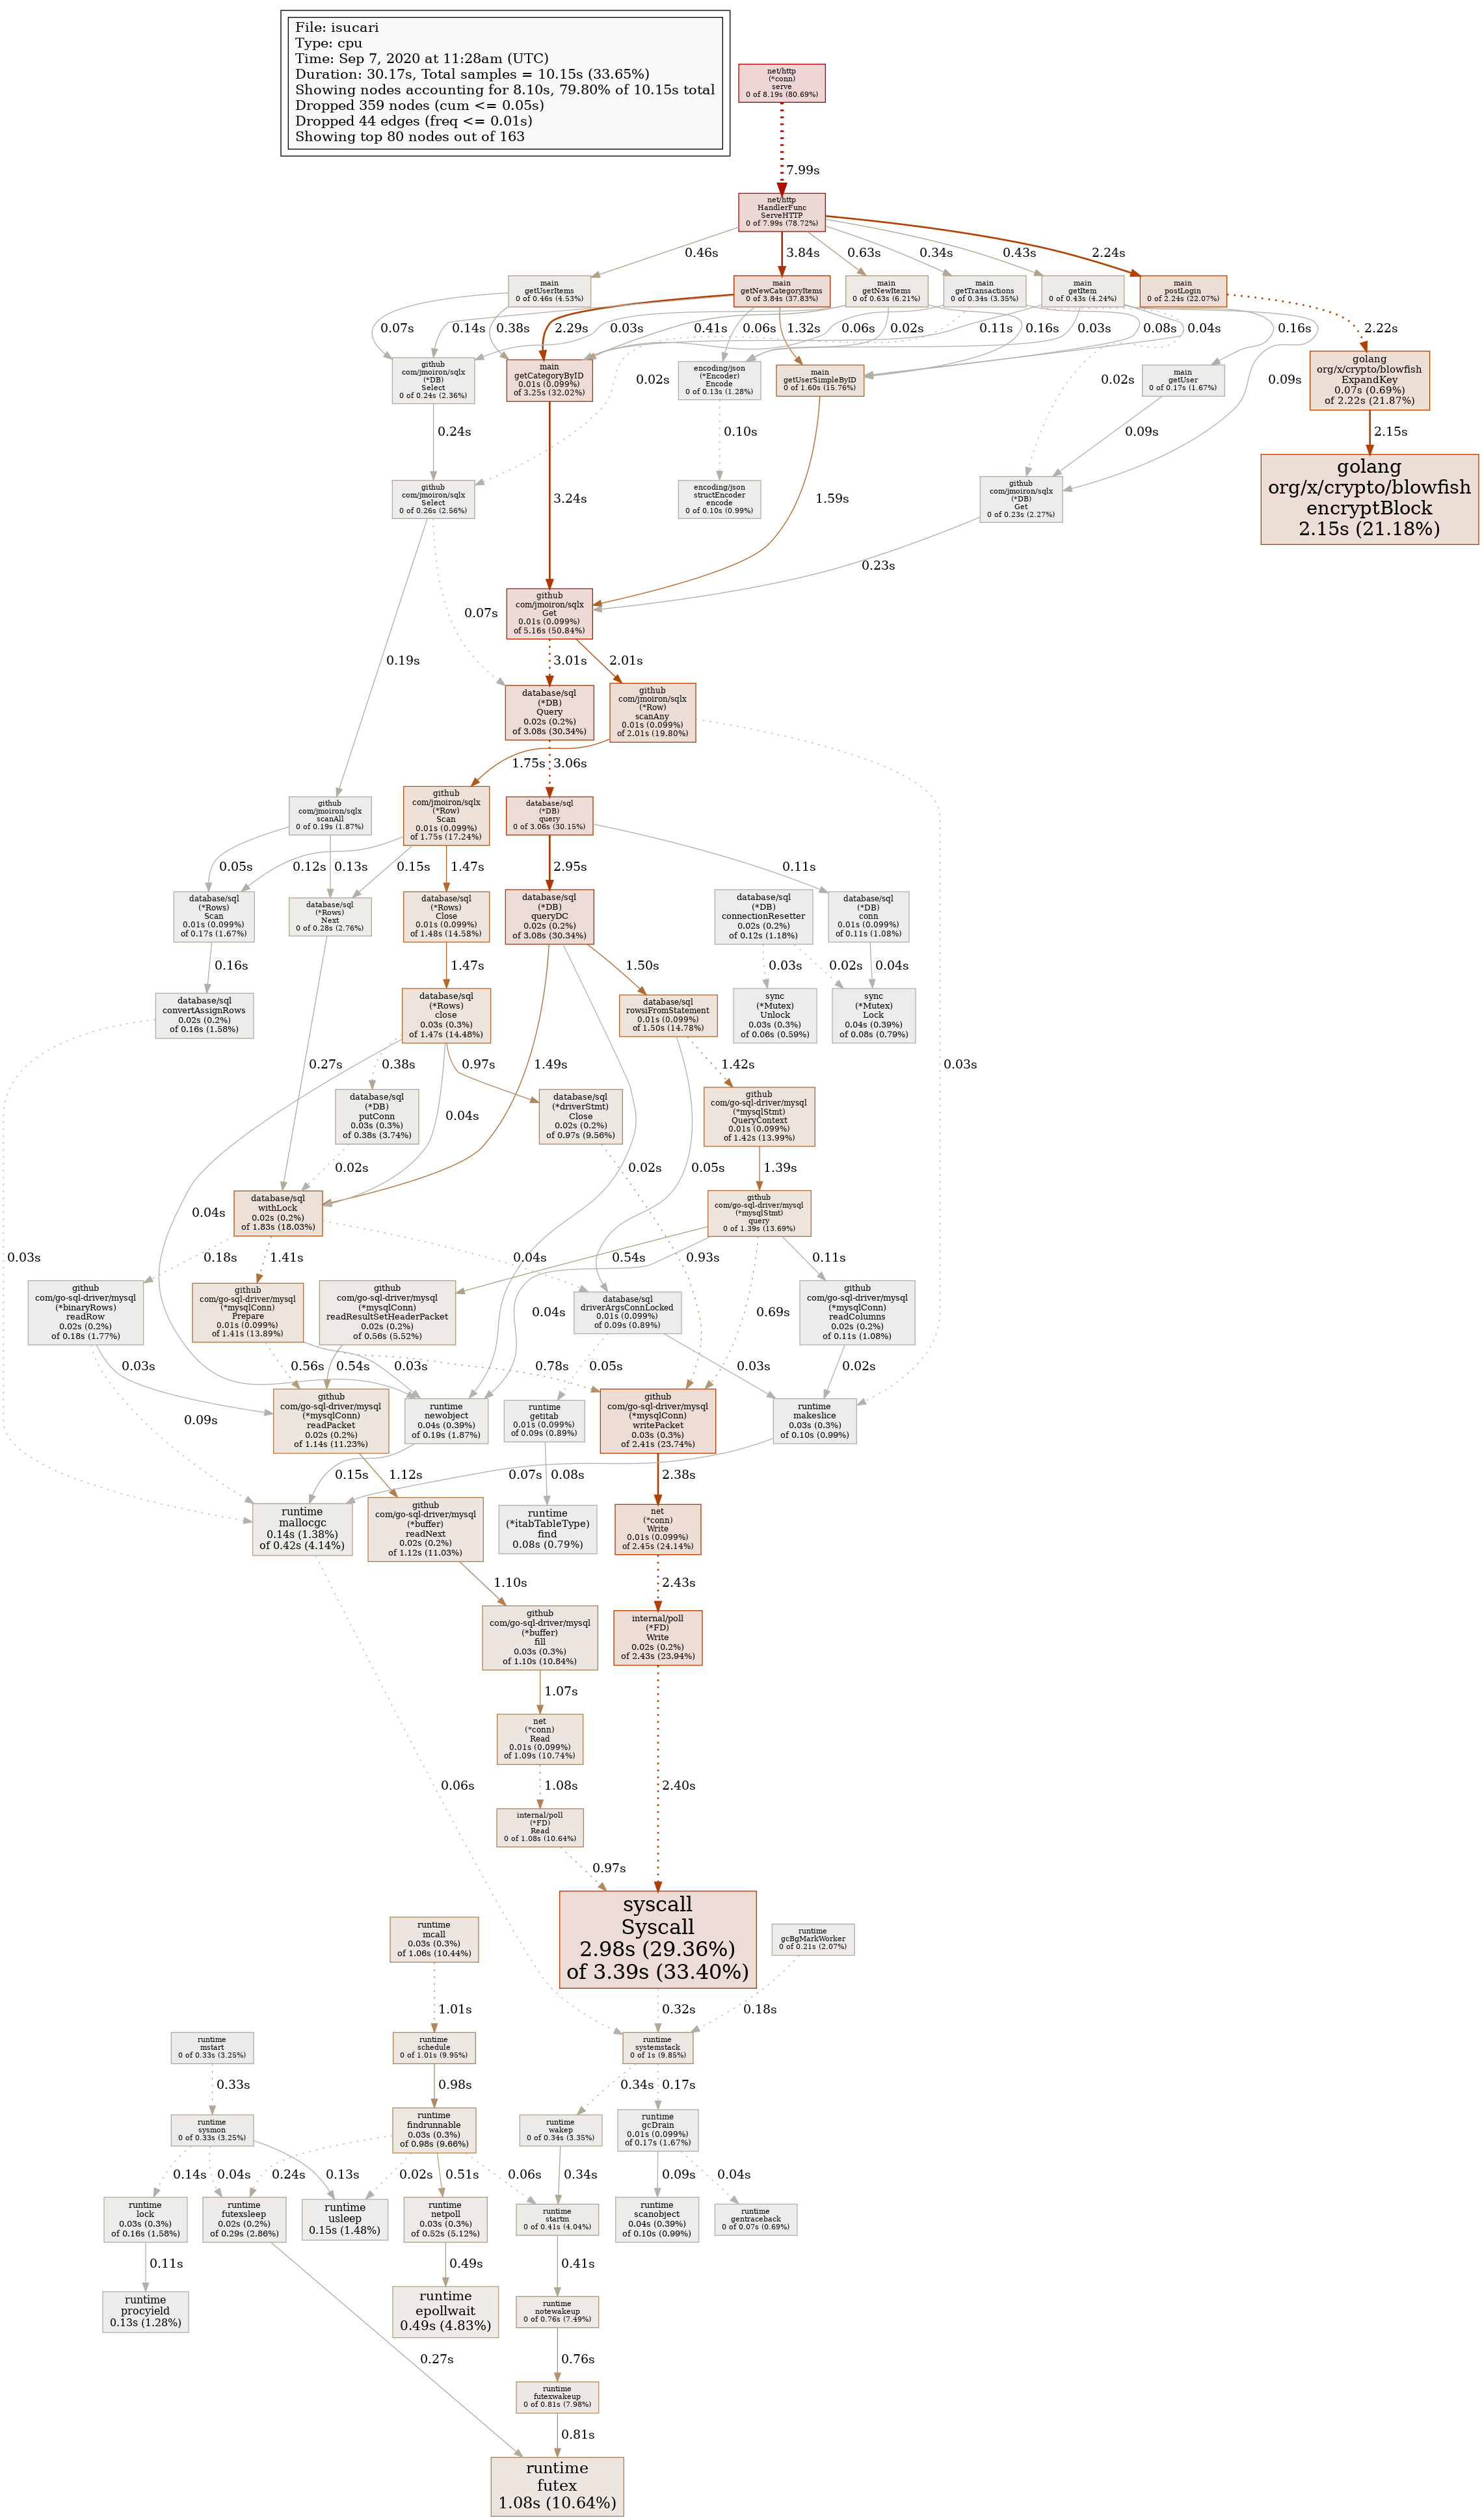 File: isucari
Type: cpu
Time: Sep 7, 2020 at 11:28am (UTC)
Duration: 30.17s, Total samples = 10.15s (33.65%)
Showing nodes accounting for 8.10s, 79.80% of 10.15s total
Dropped 359 nodes (cum <= 0.05s)
Dropped 44 edges (freq <= 0.01s)
Showing top 80 nodes out of 163
net/http
(*conn)
serve
0 of 8.19s (80.69%)
7.99s
net/http
HandlerFunc
ServeHTTP
0 of 7.99s (78.72%)
0.46s
3.84s
0.63s
0.34s
0.43s
2.24s
main
getUserItems
0 of 0.46s (4.53%)
main
getNewCategoryItems
0 of 3.84s (37.83%)
main
getNewItems
0 of 0.63s (6.21%)
main
getTransactions
0 of 0.34s (3.35%)
main
getItem
0 of 0.43s (4.24%)
main
postLogin
0 of 2.24s (22.07%)
0.07s
0.14s
0.38s
2.29s
0.03s
0.41s
0.06s
1.32s
0.06s
0.02s
0.11s
0.16s
0.03s
0.08s
0.04s
0.16s
2.22s
github
com/jmoiron/sqlx
(*DB)
Select
0 of 0.24s (2.36%)
main
getCategoryByID
0.01s (0.099%)
of 3.25s (32.02%)
0.02s
encoding/json
(*Encoder)
Encode
0 of 0.13s (1.28%)
main
getUserSimpleByID
0 of 1.60s (15.76%)
0.02s
main
getUser
0 of 0.17s (1.67%)
0.09s
golang
org/x/crypto/blowfish
ExpandKey
0.07s (0.69%)
of 2.22s (21.87%)
0.24s
0.10s
0.09s
2.15s
github
com/jmoiron/sqlx
Select
0 of 0.26s (2.56%)
3.24s
encoding/json
structEncoder
encode
0 of 0.10s (0.99%)
1.59s
github
com/jmoiron/sqlx
(*DB)
Get
0 of 0.23s (2.27%)
golang
org/x/crypto/blowfish
encryptBlock
2.15s (21.18%)
0.23s
0.07s
github
com/jmoiron/sqlx
Get
0.01s (0.099%)
of 5.16s (50.84%)
0.19s
3.01s
2.01s
database/sql
(*DB)
Query
0.02s (0.2%)
of 3.08s (30.34%)
github
com/jmoiron/sqlx
(*Row)
scanAny
0.01s (0.099%)
of 2.01s (19.80%)
1.75s
3.06s
github
com/jmoiron/sqlx
scanAll
0 of 0.19s (1.87%)
github
com/jmoiron/sqlx
(*Row)
Scan
0.01s (0.099%)
of 1.75s (17.24%)
database/sql
(*DB)
query
0 of 3.06s (30.15%)
0.05s
0.12s
0.13s
0.15s
1.47s
2.95s
0.11s
database/sql
(*Rows)
Scan
0.01s (0.099%)
of 0.17s (1.67%)
database/sql
(*Rows)
Next
0 of 0.28s (2.76%)
database/sql
(*Rows)
Close
0.01s (0.099%)
of 1.48s (14.58%)
database/sql
(*DB)
queryDC
0.02s (0.2%)
of 3.08s (30.34%)
database/sql
(*DB)
connectionResetter
0.02s (0.2%)
of 0.12s (1.18%)
database/sql
(*DB)
conn
0.01s (0.099%)
of 0.11s (1.08%)
0.16s
1.47s
1.50s
0.03s
0.02s
0.04s
database/sql
convertAssignRows
0.02s (0.2%)
of 0.16s (1.58%)
database/sql
(*Rows)
close
0.03s (0.3%)
of 1.47s (14.48%)
database/sql
rowsiFromStatement
0.01s (0.099%)
of 1.50s (14.78%)
sync
(*Mutex)
Unlock
0.03s (0.3%)
of 0.06s (0.59%)
sync
(*Mutex)
Lock
0.04s (0.39%)
of 0.08s (0.79%)
0.27s
0.38s
0.97s
1.49s
1.42s
0.03s
0.04s
database/sql
(*DB)
putConn
0.03s (0.3%)
of 0.38s (3.74%)
database/sql
(*driverStmt)
Close
0.02s (0.2%)
of 0.97s (9.56%)
github
com/go-sql-driver/mysql
(*mysqlStmt)
QueryContext
0.01s (0.099%)
of 1.42s (13.99%)
0.02s
0.02s
0.05s
1.39s
0.04s
database/sql
withLock
0.02s (0.2%)
of 1.83s (18.03%)
github
com/go-sql-driver/mysql
(*mysqlStmt)
query
0 of 1.39s (13.69%)
0.03s
0.18s
1.41s
0.04s
0.54s
0.93s
0.11s
github
com/go-sql-driver/mysql
(*binaryRows)
readRow
0.02s (0.2%)
of 0.18s (1.77%)
github
com/go-sql-driver/mysql
(*mysqlConn)
Prepare
0.01s (0.099%)
of 1.41s (13.89%)
github
com/go-sql-driver/mysql
(*mysqlConn)
readResultSetHeaderPacket
0.02s (0.2%)
of 0.56s (5.52%)
0.04s
database/sql
driverArgsConnLocked
0.01s (0.099%)
of 0.09s (0.89%)
0.69s
github
com/go-sql-driver/mysql
(*mysqlConn)
readColumns
0.02s (0.2%)
of 0.11s (1.08%)
0.03s
0.56s
0.54s
0.03s
0.78s
0.05s
0.03s
0.02s
0.09s
github
com/go-sql-driver/mysql
(*mysqlConn)
readPacket
0.02s (0.2%)
of 1.14s (11.23%)
runtime
newobject
0.04s (0.39%)
of 0.19s (1.87%)
runtime
getitab
0.01s (0.099%)
of 0.09s (0.89%)
github
com/go-sql-driver/mysql
(*mysqlConn)
writePacket
0.03s (0.3%)
of 2.41s (23.74%)
runtime
makeslice
0.03s (0.3%)
of 0.10s (0.99%)
0.15s
1.12s
0.07s
0.08s
2.38s
runtime
mallocgc
0.14s (1.38%)
of 0.42s (4.14%)
github
com/go-sql-driver/mysql
(*buffer)
readNext
0.02s (0.2%)
of 1.12s (11.03%)
runtime
(*itabTableType)
find
0.08s (0.79%)
net
(*conn)
Write
0.01s (0.099%)
of 2.45s (24.14%)
1.10s
2.43s
github
com/go-sql-driver/mysql
(*buffer)
fill
0.03s (0.3%)
of 1.10s (10.84%)
internal/poll
(*FD)
Write
0.02s (0.2%)
of 2.43s (23.94%)
1.07s
net
(*conn)
Read
0.01s (0.099%)
of 1.09s (10.74%)
0.06s
1.08s
2.40s
internal/poll
(*FD)
Read
0 of 1.08s (10.64%)
0.97s
runtime
mcall
0.03s (0.3%)
of 1.06s (10.44%)
syscall
Syscall
2.98s (29.36%)
of 3.39s (33.40%)
runtime
gcBgMarkWorker
0 of 0.21s (2.07%)
1.01s
0.32s
0.18s
runtime
mstart
0 of 0.33s (3.25%)
runtime
schedule
0 of 1.01s (9.95%)
runtime
systemstack
0 of 1s (9.85%)
0.33s
0.98s
0.34s
0.17s
runtime
sysmon
0 of 0.33s (3.25%)
runtime
findrunnable
0.03s (0.3%)
of 0.98s (9.66%)
runtime
wakep
0 of 0.34s (3.35%)
runtime
gcDrain
0.01s (0.099%)
of 0.17s (1.67%)
0.14s
0.04s
0.24s
0.13s
0.02s
0.51s
0.06s
0.34s
0.09s
0.04s
runtime
lock
0.03s (0.3%)
of 0.16s (1.58%)
runtime
futexsleep
0.02s (0.2%)
of 0.29s (2.86%)
runtime
usleep
0.15s (1.48%)
runtime
netpoll
0.03s (0.3%)
of 0.52s (5.12%)
runtime
startm
0 of 0.41s (4.04%)
runtime
scanobject
0.04s (0.39%)
of 0.10s (0.99%)
runtime
gentraceback
0 of 0.07s (0.69%)
0.11s
0.49s
0.41s
runtime
procyield
0.13s (1.28%)
runtime
epollwait
0.49s (4.83%)
runtime
notewakeup
0 of 0.76s (7.49%)
0.27s
0.76s
runtime
futexwakeup
0 of 0.81s (7.98%)
0.81s
runtime
futex
1.08s (10.64%)